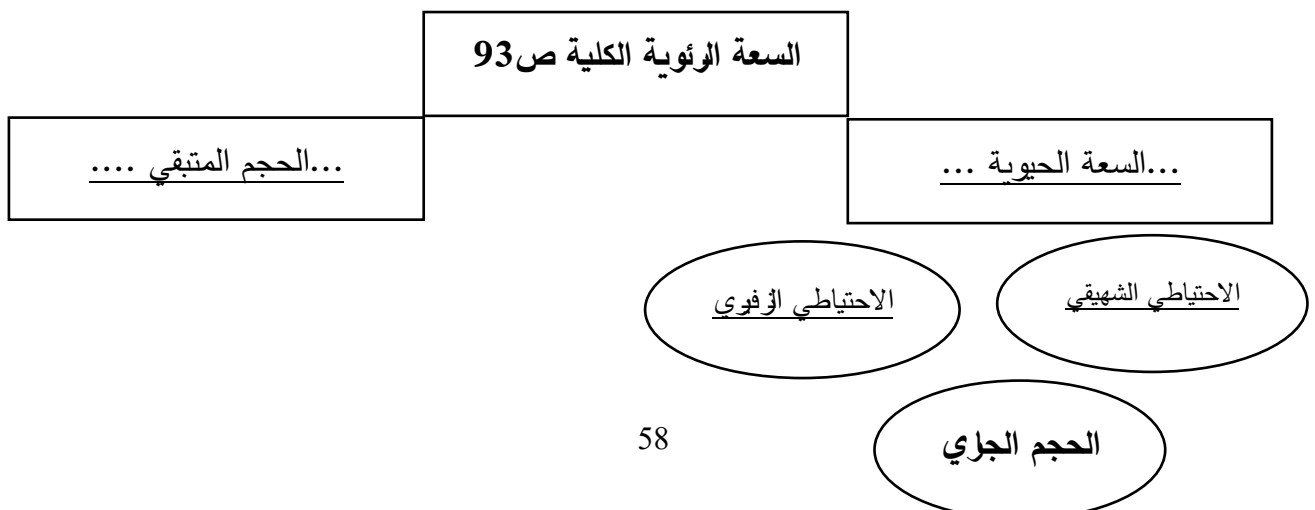 السعة الرئوية الكلية ص93
...السعة الحيوية ...
...الحجم المتبقي ....
الاحتياطي الشهيقي
الاحتياطي الزفيري
الحجم الجاري
58